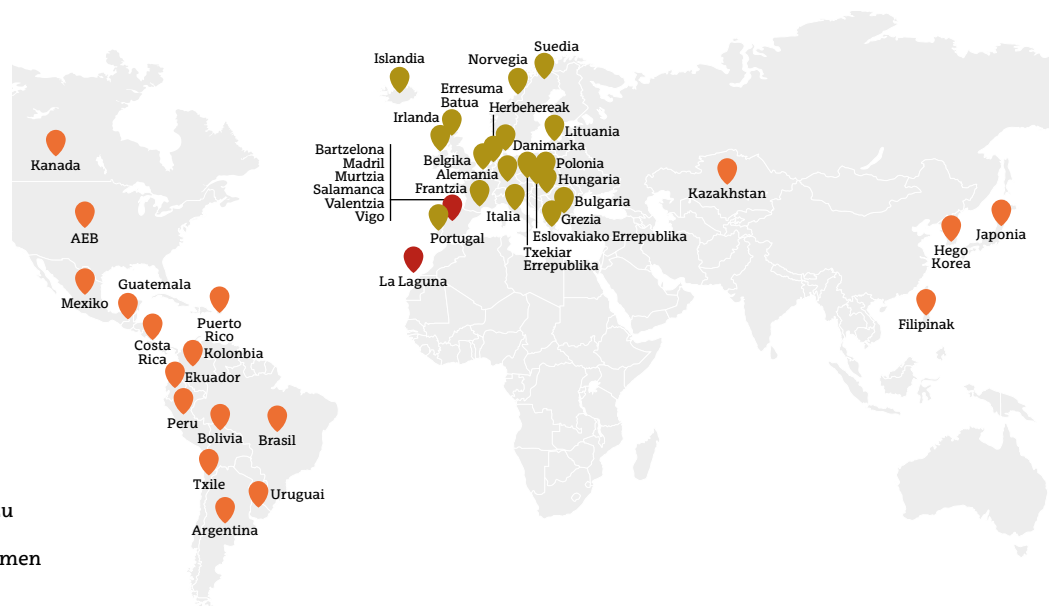 Suedia
Islandia
Norvegia
Erresuma
Batua
Herbehereak
Irlanda
Lituania
Danimarka
Bartzelona
Madril
Murtzia
Salamanca
Valentzia
Vigo
Belgika
Alemania
Frantzia
Polonia
Hungaria
Bulgaria
Italia
Grezia
Portugal
Eslovakiako Errepublika
Txekiar
Errepublika
La Laguna
Kanada
AEB
Mexiko
Guatemala
Puerto
Rico
Costa
Rica
Kolonbia
Ekuador
Peru
Bolivia
Brasil
Txile
Uruguai
Argentina
Kazakhstan
Japonia
Hego
Korea
Filipinak